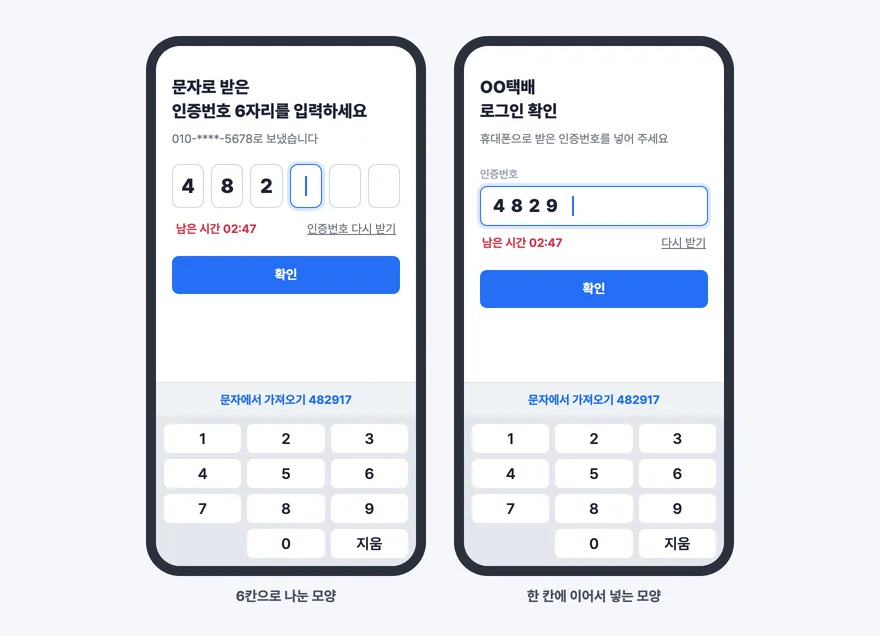 문자로 받은
인증번호 6자리를 입력하세요
010-****-5678로 보냈습니다
4 8 2
남은 시간 02:47 인증번호 다시 받기
확인
문자에서 가져오기 482917
1 2 3
4 5 6
7 8 9
0 지움
6칸으로 나눈 모양
OO택배
로그인 확인
휴대폰으로 받은 인증번호를 넣어 주세요
인증번호
4829
남은 시간 02:47 다시 받기
확인
문자에서 가져오기 482917
1 2 3
4 5 6
7 8 9
0 지움
한 칸에 이어서 넣는 모양